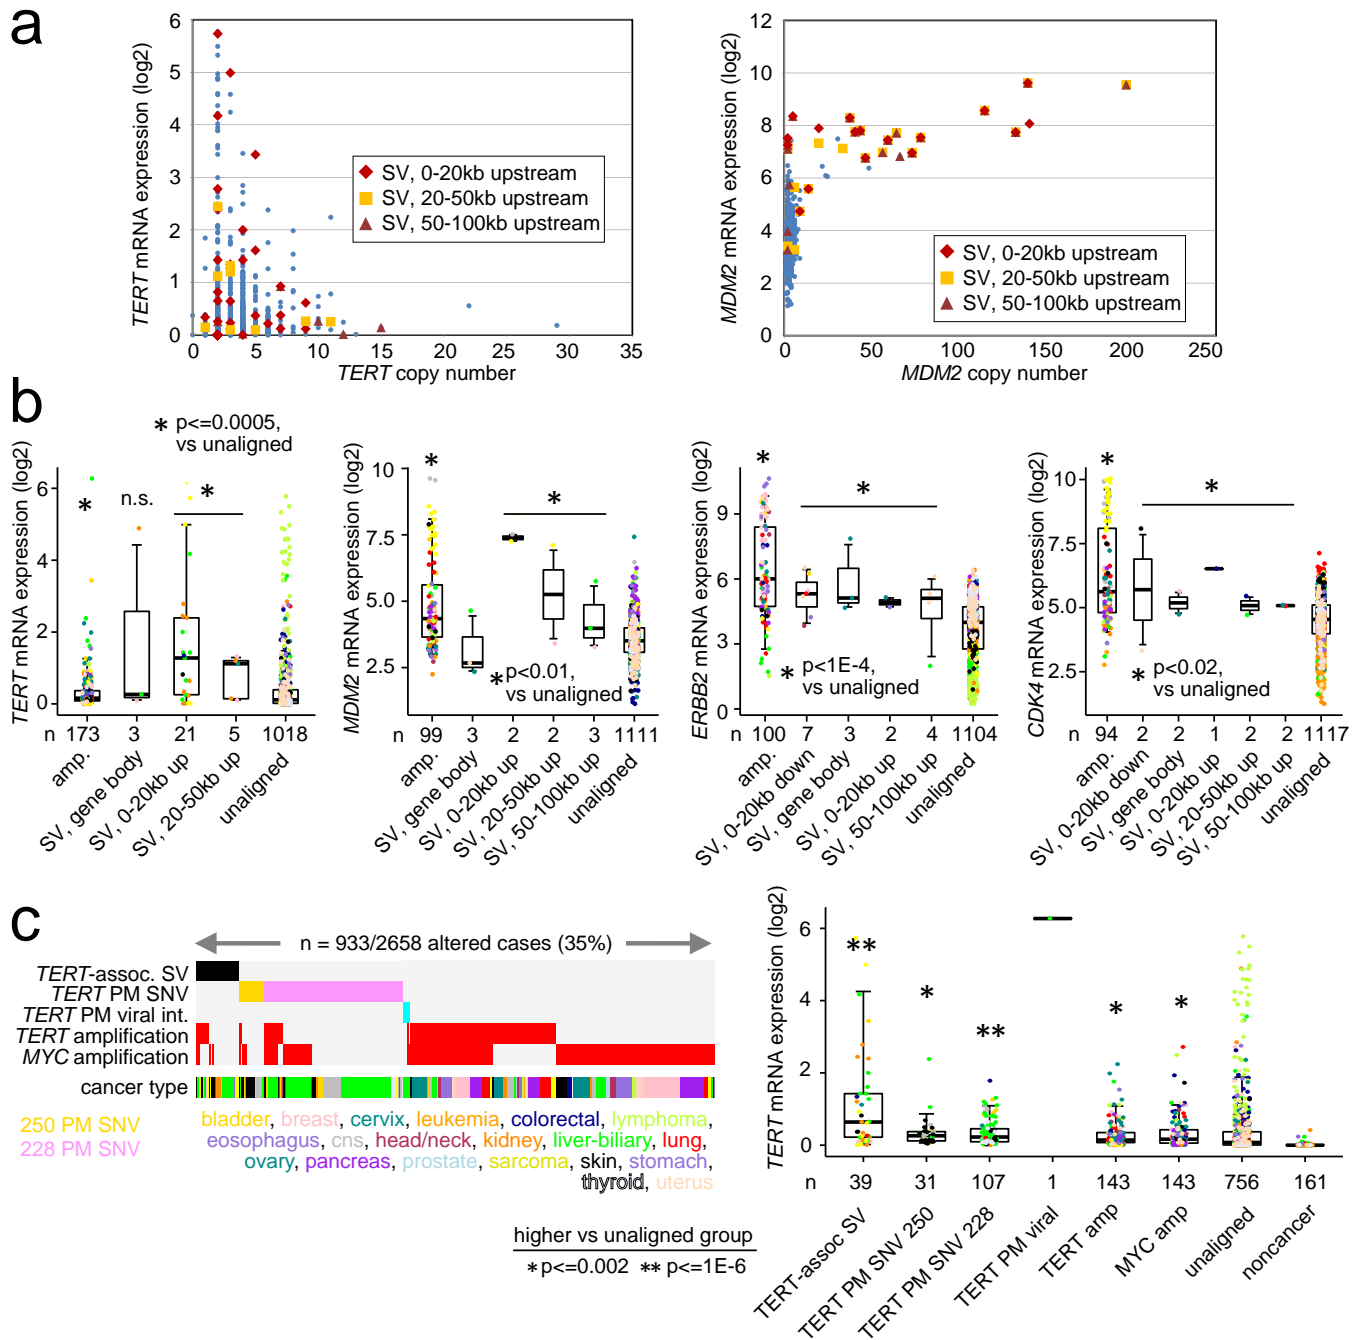 a
TERT mRNA expression (log2)
6
5
4
3
2
1
0
0 5 10 15 20 25 30 35
TERT copy number
SV, 0-20kb upstream
SV, 20-50kb upstream
SV, 50-100kb upstream
MDM2 mRNA expression (log2)
12
10
8
6
4
2
0
0 50 100 150 200 250
MDM2 copy number
SV, 0-20kb upstream
SV, 20-50kb upstream
SV, 50-100kb upstream
b
TERT mRNA expression (log2)
* p<=0.0005,
vs unaligned
6
4
2
0
*
n.s.
*
n 173 3 21 5 1018
amp.
SV, gene body
SV, 0-20kb up
SV, 20-50kb up
unaligned
MDM2 mRNA expression (log2)
10
7.5
5.0
2.5
*
*
* p<0.01,
vs unaligned
n 99 3 2 2 3 1111
amp.
SV, gene body
SV, 0-20kb up
SV, 20-50kb up
SV, 50-100kb up
unaligned
ERBB2 mRNA expression (log2)
9
6
3
0
*
*
* p<1E-4,
vs unaligned
n 100 7 3 2 4 1104
amp.
SV, 0-20kb down
SV, gene body
SV, 0-20kb up
SV, 50-100kb up
unaligned
CDK4 mRNA expression (log2)
10.0
7.5
5.0
2.5
*
*
* p<0.02,
vs unaligned
n 94 2 2 1 2 2 1117
amp.
SV, 0-20kb down
SV, gene body
SV, 0-20kb up
SV, 20-50kb up
SV, 50-100kb up
unaligned
c
n = 933/2658 altered cases (35%)
TERT-assoc. SV
TERT PM SNV
TERT PM viral int.
TERT amplification
MYC amplification
cancer type
250 PM SNV
228 PM SNV
bladder, breast, cervix, leukemia, colorectal, lymphoma,
eosophagus, cns, head/neck, kidney, liver-biliary, lung,
ovary, pancreas, prostate, sarcoma, skin, stomach,
thyroid, uterus
higher vs unaligned group
* p<=0.002 ** p<=1E-6
TERT mRNA expression (log2)
6
4
2
0
**
*
**
*
*
n 39 31 107 1 143 143 756 161
TERT-assoc SV
TERT PM SNV 250
TERT PM SNV 228
TERT PM viral
TERT amp
MYC amp
unaligned
noncancer